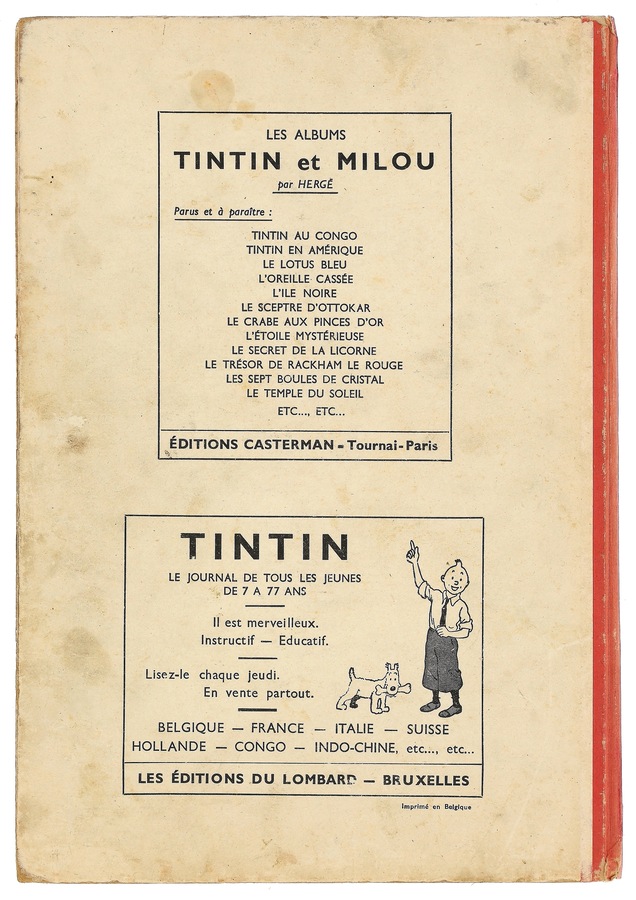 LES ALBUMS
TINTIN et MILOU
par HERGÉ
Parus et à paraître :
TINTIN AU CONGO
TINTIN EN AMÉRIQUE
LE LOTUS BLEU
L'OREILLE CASSÉE
L'ILE NOIRE
LE SCEPTRE D'OTTOKAR
LE CRABE AUX PINCES D'OR
L'ÉTOILE MYSTÉRIEUSE
LE SECRET DE LA LICORNE
LE TRÉSOR DE RACKHAM LE ROUGE
LES SEPT BOULES DE CRISTAL
LE TEMPLE DU SOLEIL
ETC..., ETC...
ÉDITIONS CASTERMAN - Tournai-Paris
TINTIN
LE JOURNAL DE TOUS LES JEUNES
DE 7 A 77 ANS
Il est merveilleux.
Instructif — Educatif.
Lisez-le chaque jeudi.
En vente partout.
BELGIQUE — FRANCE — ITALIE — SUISSE
HOLLANDE — CONGO — INDO-CHINE, etc..., etc...
LES ÉDITIONS DU LOMBARD — BRUXELLES
Imprimé en Belgique